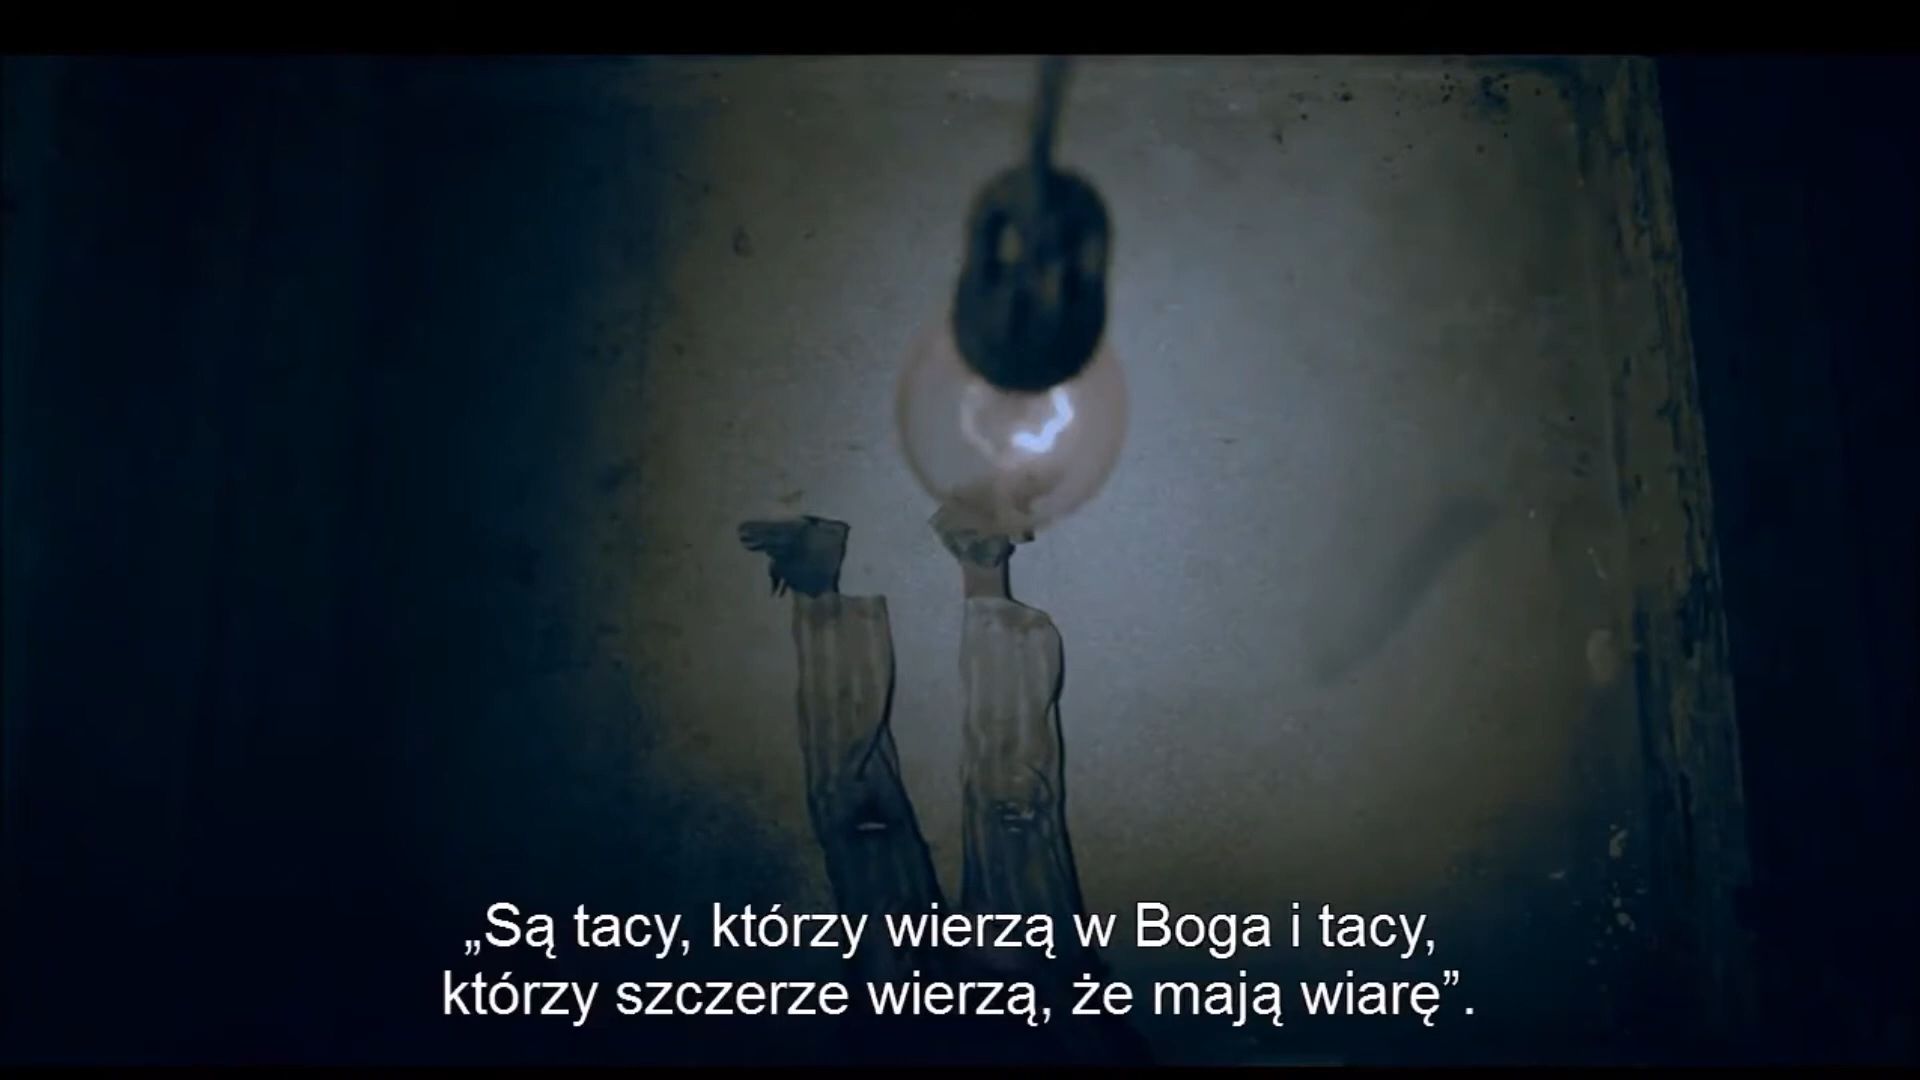 „Są tacy, którzy wierzą w Boga i tacy,
którzy szczerze wierzą, że mają wiarę”.